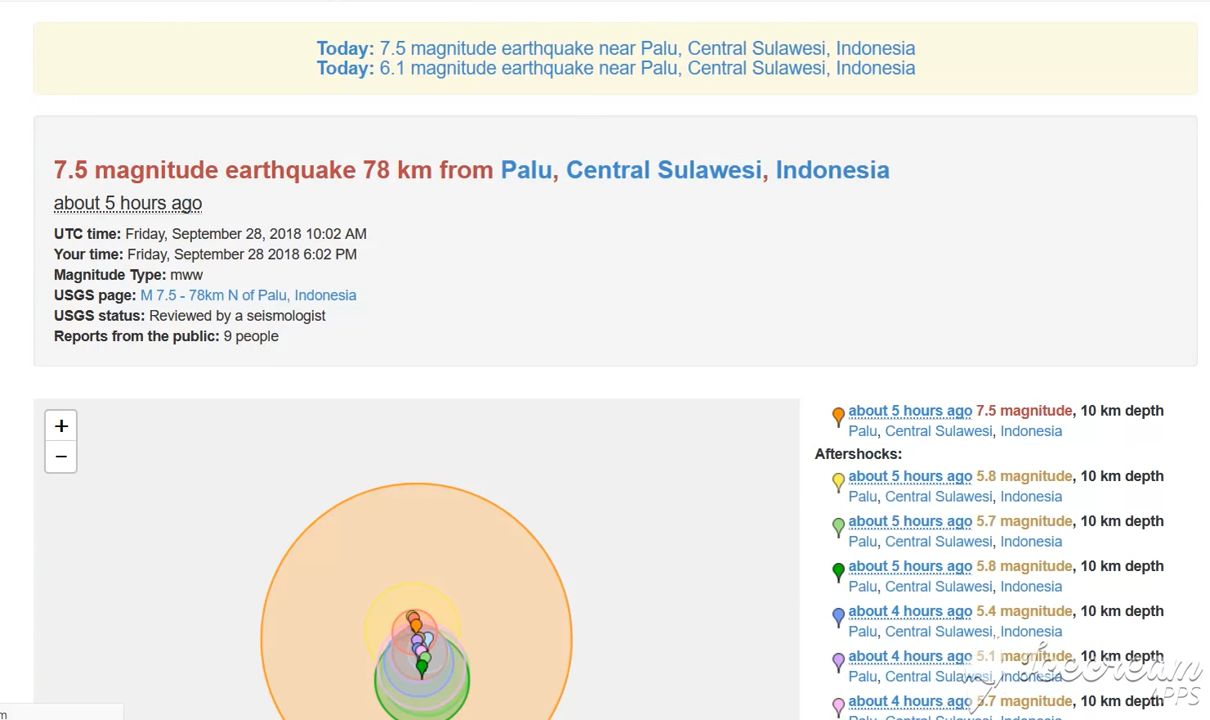 Today: 7.5 magnitude earthquake near Palu, Central Sulawesi, Indonesia
Today: 6.1 magnitude earthquake near Palu, Central Sulawesi, Indonesia
7.5 magnitude earthquake 78 km from Palu, Central Sulawesi, Indonesia
about 5 hours ago
UTC time: Friday, September 28, 2018 10:02 AM
Your time: Friday, September 28 2018 6:02 PM
Magnitude Type: mww
USGS page: M 7.5 - 78km N of Palu, Indonesia
USGS status: Reviewed by a seismologist
Reports from the public: 9 people
+
−
about 5 hours ago 7.5 magnitude, 10 km depth
Palu, Central Sulawesi, Indonesia
Aftershocks:
about 5 hours ago 5.8 magnitude, 10 km depth
Palu, Central Sulawesi, Indonesia
about 5 hours ago 5.7 magnitude, 10 km depth
Palu, Central Sulawesi, Indonesia
about 5 hours ago 5.8 magnitude, 10 km depth
Palu, Central Sulawesi, Indonesia
about 4 hours ago 5.4 magnitude, 10 km depth
Palu, Central Sulawesi, Indonesia
about 4 hours ago 5.1 magnitude, 10 km depth
Palu, Central Sulawesi, Indonesia
about 4 hours ago 5.7 magnitude, 10 km depth
Palu, Central Sulawesi, Indonesia
Icecream
APPS
m